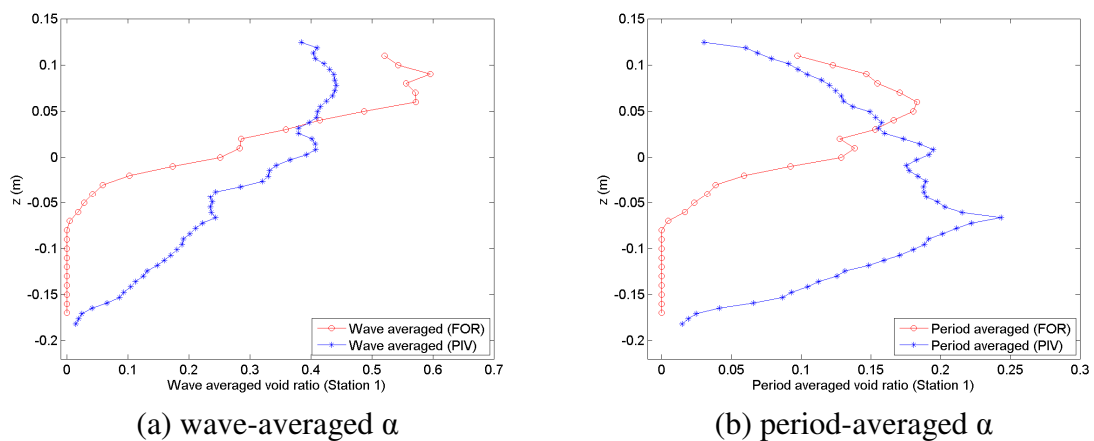 0.15
0.1
0.05
0
-0.05
-0.1
-0.15
-0.2
z (m)
0 0.1 0.2 0.3 0.4 0.5 0.6 0.7
Wave averaged void ratio (Station 1)
Wave averaged (FOR)
Wave averaged (PIV)
(a) wave-averaged α
0.15
0.1
0.05
0
-0.05
-0.1
-0.15
-0.2
z (m)
0 0.05 0.1 0.15 0.2 0.25 0.3
Period averaged void ratio (Station 1)
Period averaged (FOR)
Period averaged (PIV)
(b) period-averaged α